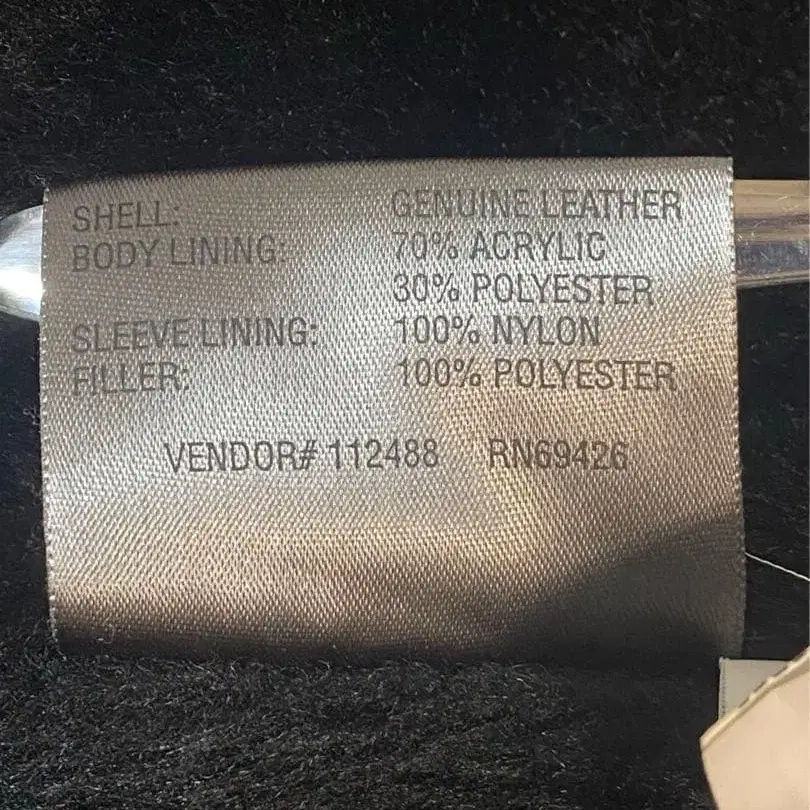 SHELL: GENUINE LEATHER
BODY LINING: 70% ACRYLIC
30% POLYESTER
SLEEVE LINING: 100% NYLON
FILLER: 100% POLYESTER
VENDOR# 112488 RN69426